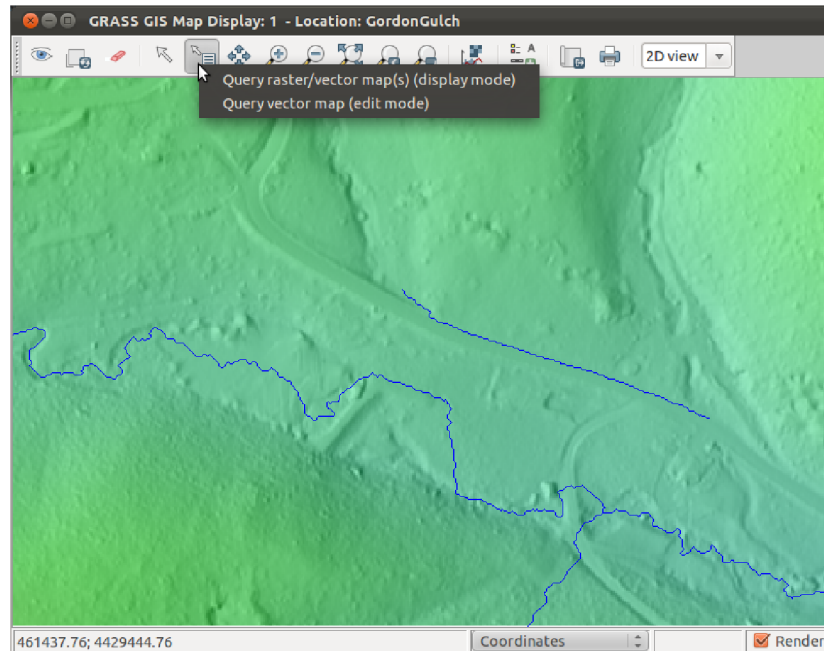 GRASS GIS Map Display: 1 - Location: GordonGulch
2D view
Query raster/vector map(s) (display mode)
Query vector map (edit mode)
461437.76; 4429444.76
Coordinates
Render